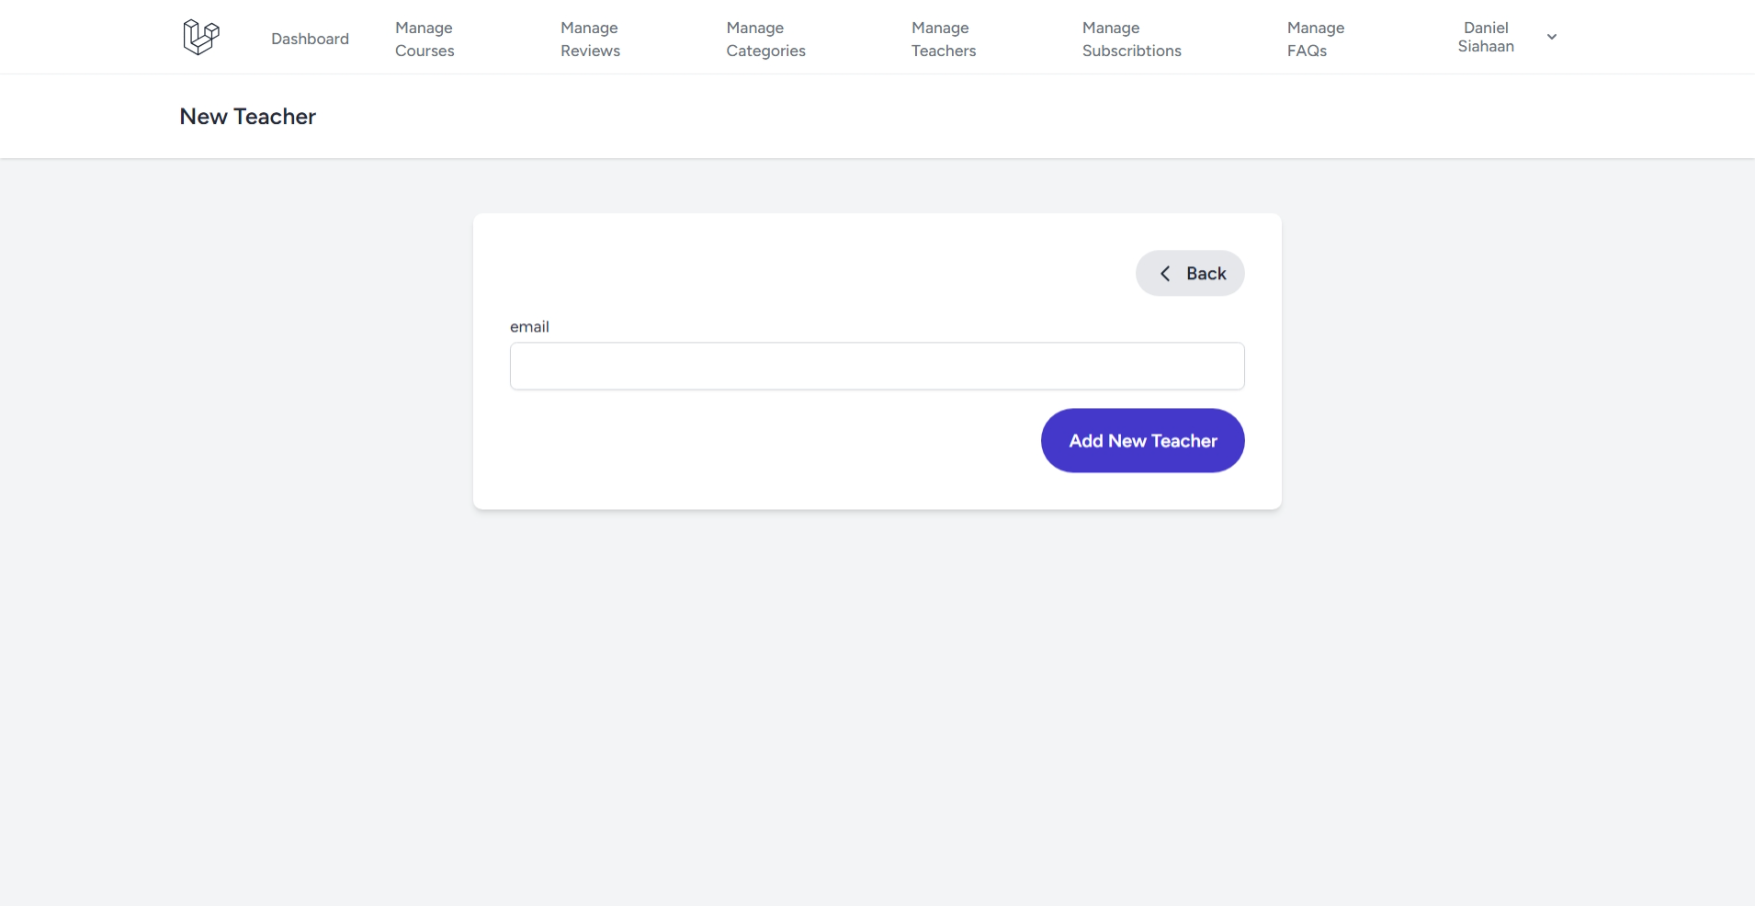 Dashboard
Manage
Courses
Manage
Reviews
Manage
Categories
Manage
Teachers
Manage
Subscribtions
Manage
FAQs
Daniel
Siahaan
New Teacher
Back
email
Add New Teacher